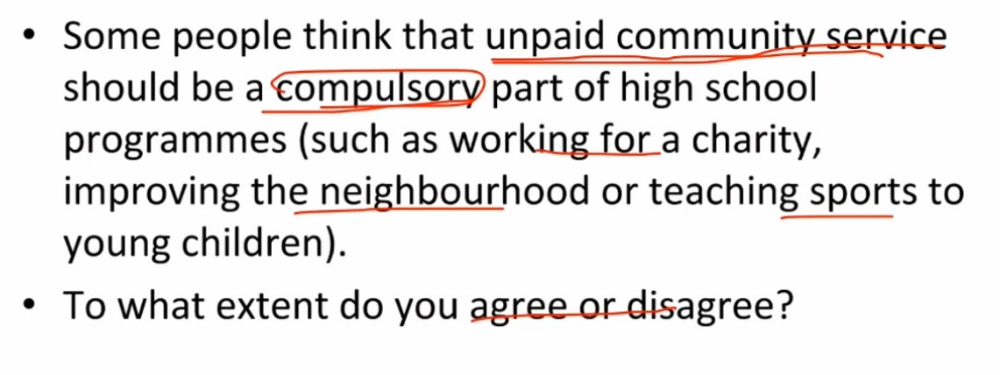 • Some people think that unpaid community service
should be a compulsory part of high school
programmes (such as working for a charity,
improving the neighbourhood or teaching sports to
young children).
• To what extent do you agree or disagree?